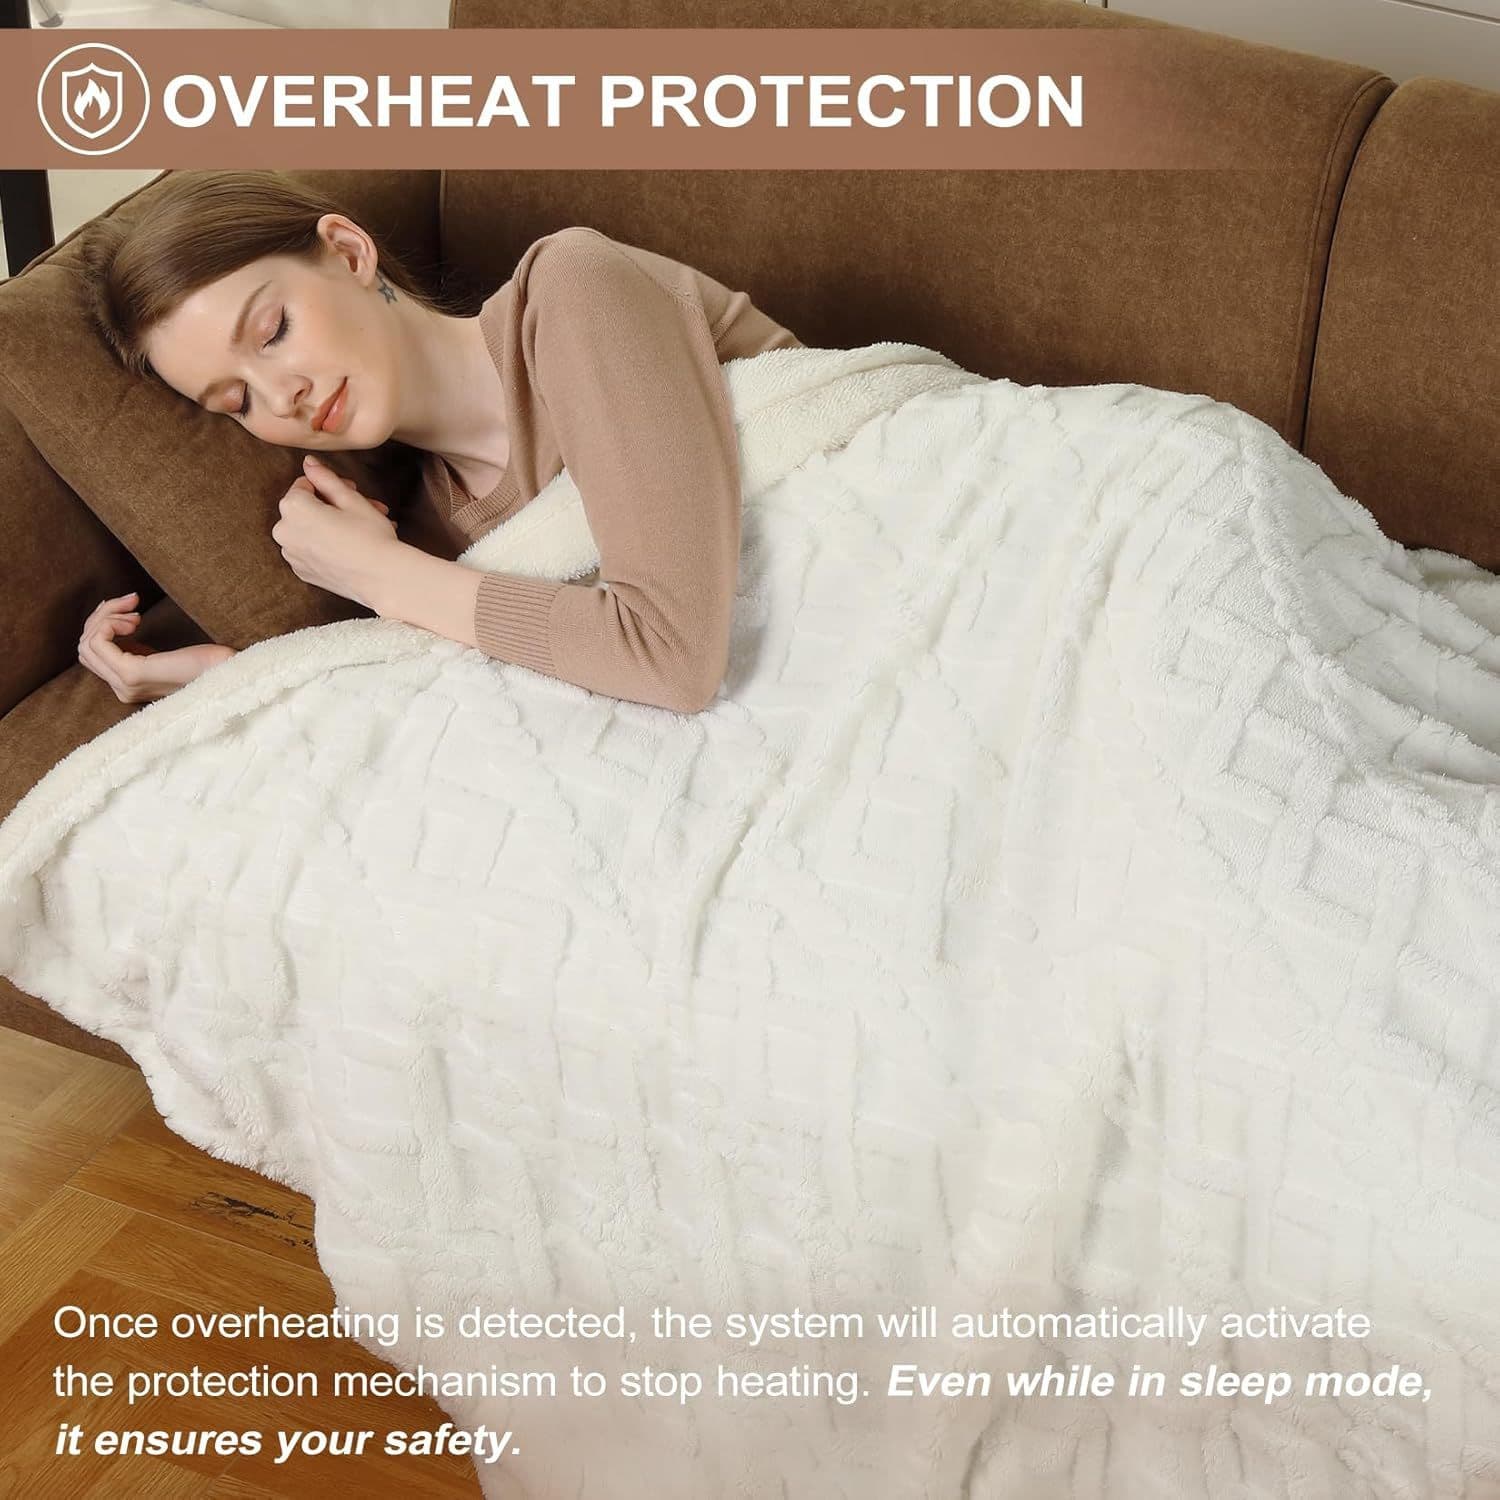 OVERHEAT PROTECTION
Once overheating is detected, the system will automatically activate
the protection mechanism to stop heating. Even while in sleep mode,
it ensures your safety.